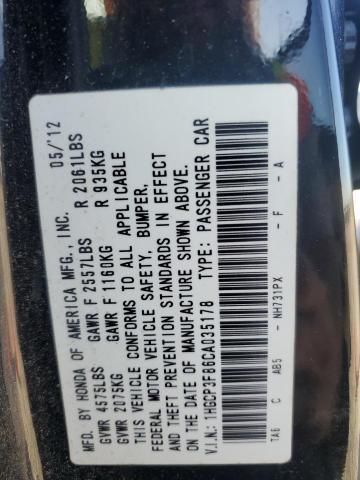 MFD. BY HONDA OF AMERICA MFG., INC. 05/'12
GVWR 4575LBS GAWR F 2557LBS R 2061LBS
GVWR 2075KG GAWR F 1160KG R 935KG
THIS VEHICLE CONFORMS TO ALL APPLICABLE
FEDERAL MOTOR VEHICLE SAFETY, BUMPER,
AND THEFT PREVENTION STANDARDS IN EFFECT
ON THE DATE OF MANUFACTURE SHOWN ABOVE.
V.I.N.: 1HGCP3F86CA035178 TYPE: PASSENGER CAR
TA6 C AB5 - NH731PX - F - A